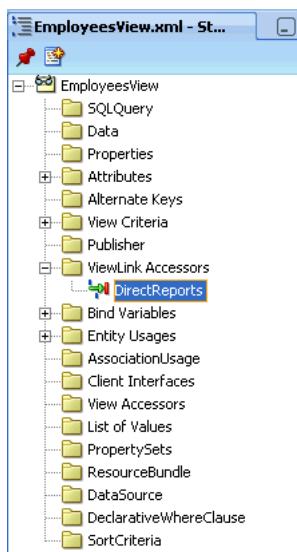 EmployeesView.xml - St...
EmployeesView
SQLQuery
Data
Properties
Attributes
Alternate Keys
View Criteria
Publisher
ViewLink Accessors
DirectReports
Bind Variables
Entity Usages
AssociationUsage
Client Interfaces
View Accessors
List of Values
PropertySets
ResourceBundle
DataSource
DeclarativeWhereClause
SortCriteria